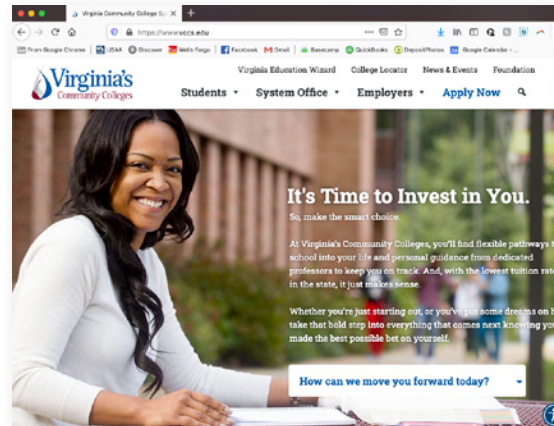 Virginia Community College Sy
https://www.vccs.edu
From Google Chrome USAA Discover Wells Fargo Facebook Gmail Basecamp QuickBooks DepositPhotos Google Calendar - ...
Virginia Education Wizard College Locator News & Events Foundation
Virginia's
Community Colleges
Students System Office Employers Apply Now
It's Time to Invest in You.
So, make the smart choice.
At Virginia's Community Colleges, you'll find flexible pathways t
school into your life and personal guidance from dedicated
professors to keep you on track. And, with the lowest tuition rate
in the state, it just makes sense.
Whether you're just starting out, or you've put some dreams on h
take that bold step into everything that comes next knowing yo
made the best possible bet on yourself.
How can we move you forward today?